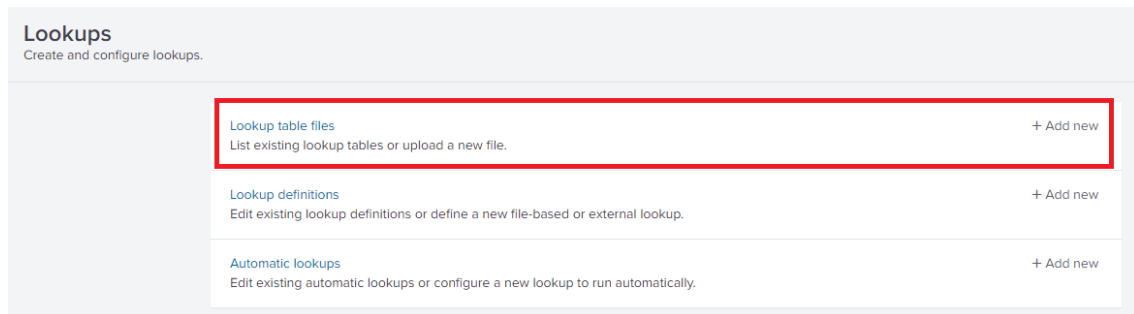 Lookups
Create and configure lookups.
Lookup table files
+ Add new
List existing lookup tables or upload a new file.
Lookup definitions
+ Add new
Edit existing lookup definitions or define a new file-based or external lookup.
Automatic lookups
+ Add new
Edit existing automatic lookups or configure a new lookup to run automatically.